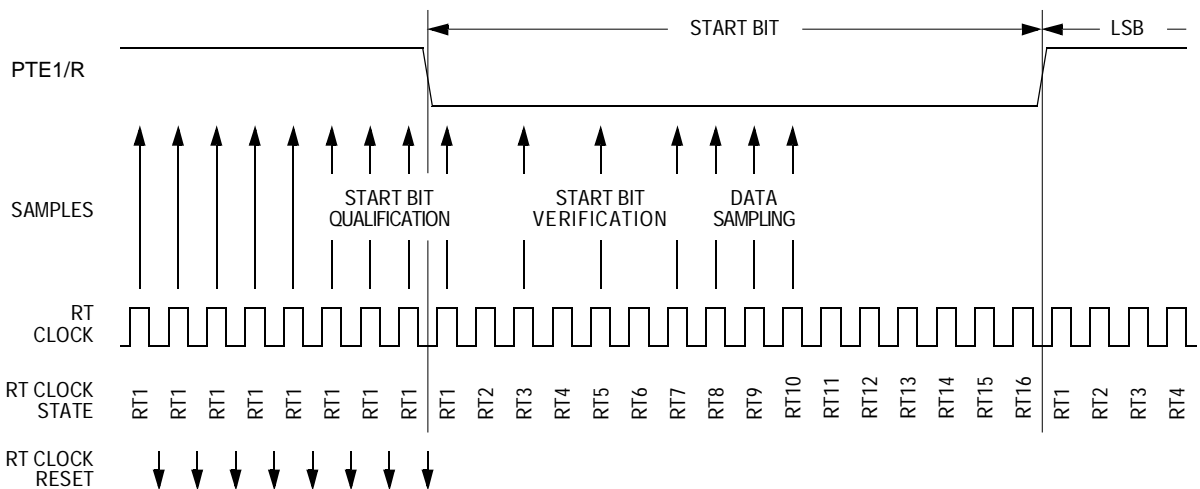 START BIT
LSB
PTE1/R
SAMPLES
START BIT
QUALIFICATION
START BIT
VERIFICATION
DATA
SAMPLING
RT
CLOCK
RT CLOCK
STATE
RT1 RT1 RT1 RT1 RT1 RT1 RT1 RT1 RT1 RT2 RT3 RT4 RT5 RT6 RT7 RT8 RT9 RT10 RT11 RT12 RT13 RT14 RT15 RT16 RT1 RT2 RT3 RT4
RT CLOCK
RESET